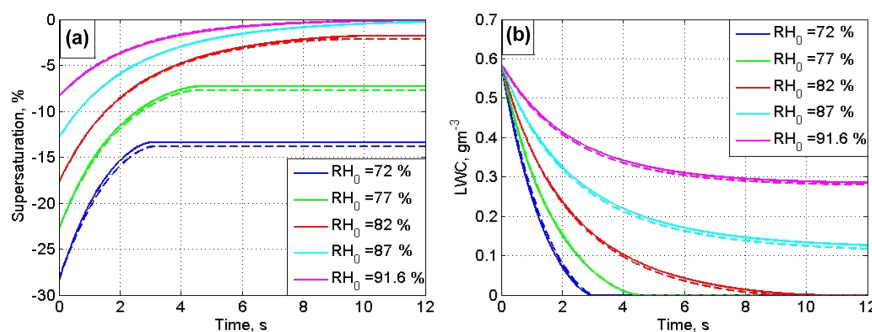 (a)
0
-5
-10
-15
-20
-25
-30
Supersaturation, %
0 2 4 6 8 10 12
Time, s
RH0 =72 %
RH0 =77 %
RH0 =82 %
RH0 =87 %
RH0 =91.6 %
(b)
0.7
0.6
0.5
0.4
0.3
0.2
0.1
0
LWC, gm-3
0 2 4 6 8 10 12
Time, s
RH0 =72 %
RH0 =77 %
RH0 =82 %
RH0 =87 %
RH0 =91.6 %